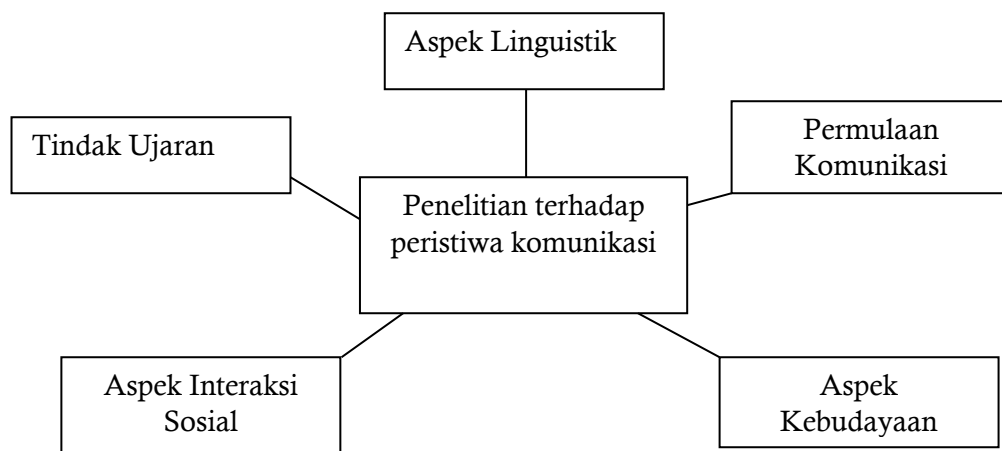 Aspek Linguistik
Tindak Ujaran
Permulaan
Komunikasi
Penelitian terhadap
peristiwa komunikasi
Aspek Interaksi
Sosial
Aspek
Kebudayaan